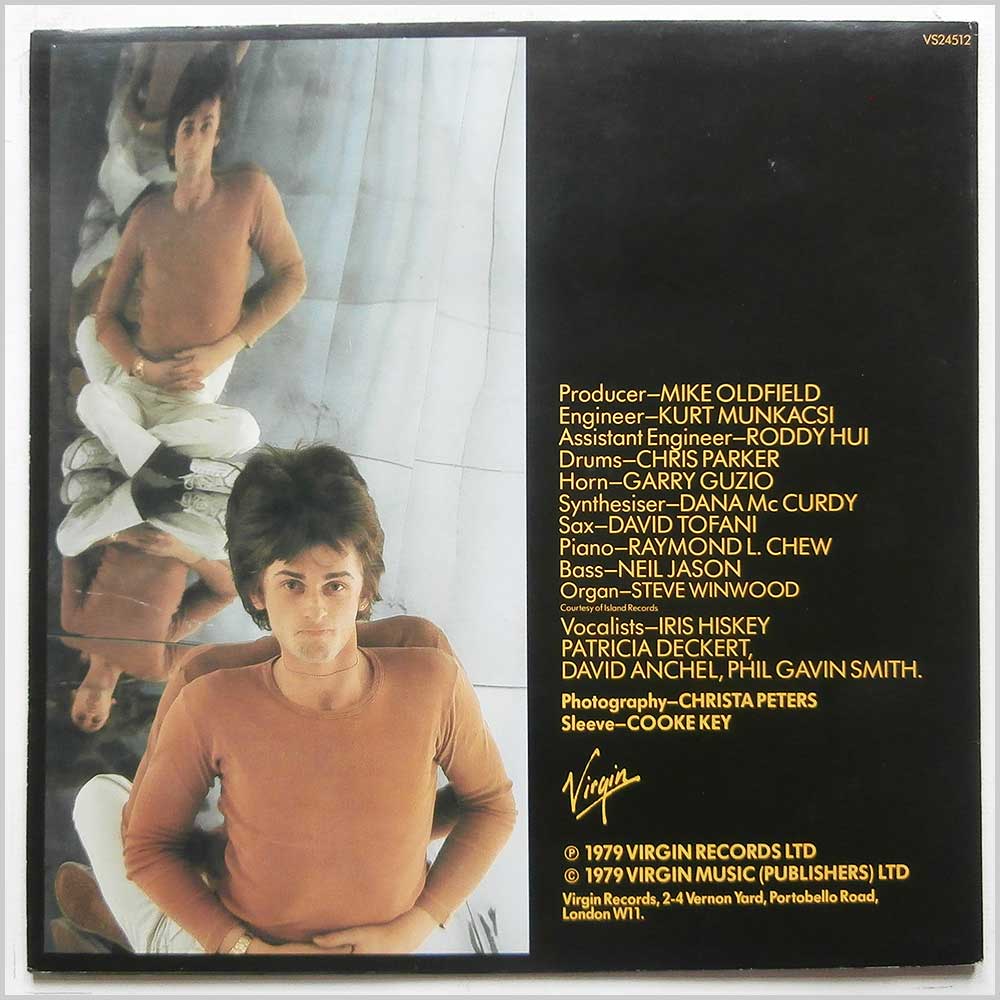 VS24512
Producer–MIKE OLDFIELD
Engineer–KURT MUNKACSI
Assistant Engineer–RODDY HUI
Drums–CHRIS PARKER
Horn–GARRY GUZIO
Synthesiser–DANA Mc CURDY
Sax–DAVID TOFANI
Piano–RAYMOND L. CHEW
Bass–NEIL JASON
Organ–STEVE WINWOOD
Courtesy of Island Records
Vocalists–IRIS HISKEY
PATRICIA DECKERT,
DAVID ANCHEL, PHIL GAVIN SMITH.
Photography–CHRISTA PETERS
Sleeve–COOKE KEY
Virgin
℗ 1979 VIRGIN RECORDS LTD
© 1979 VIRGIN MUSIC (PUBLISHERS) LTD
Virgin Records, 2-4 Vernon Yard, Portobello Road,
London W11.